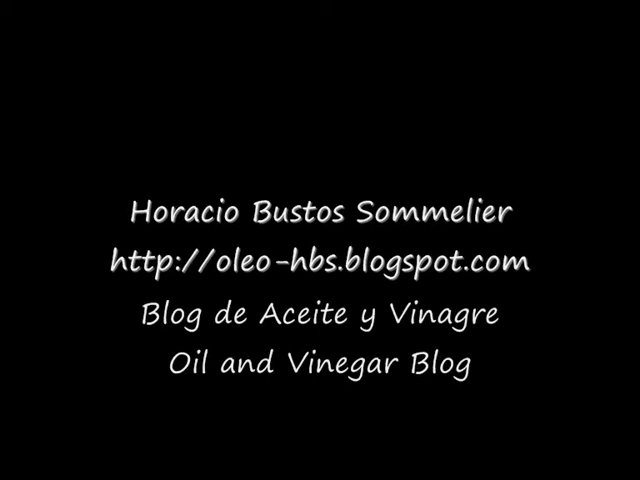 Horacio Bustos Sommelier
http://oleo-hbs.blogspot.com
Blog de Aceite y Vinagre
Oil and Vinegar Blog